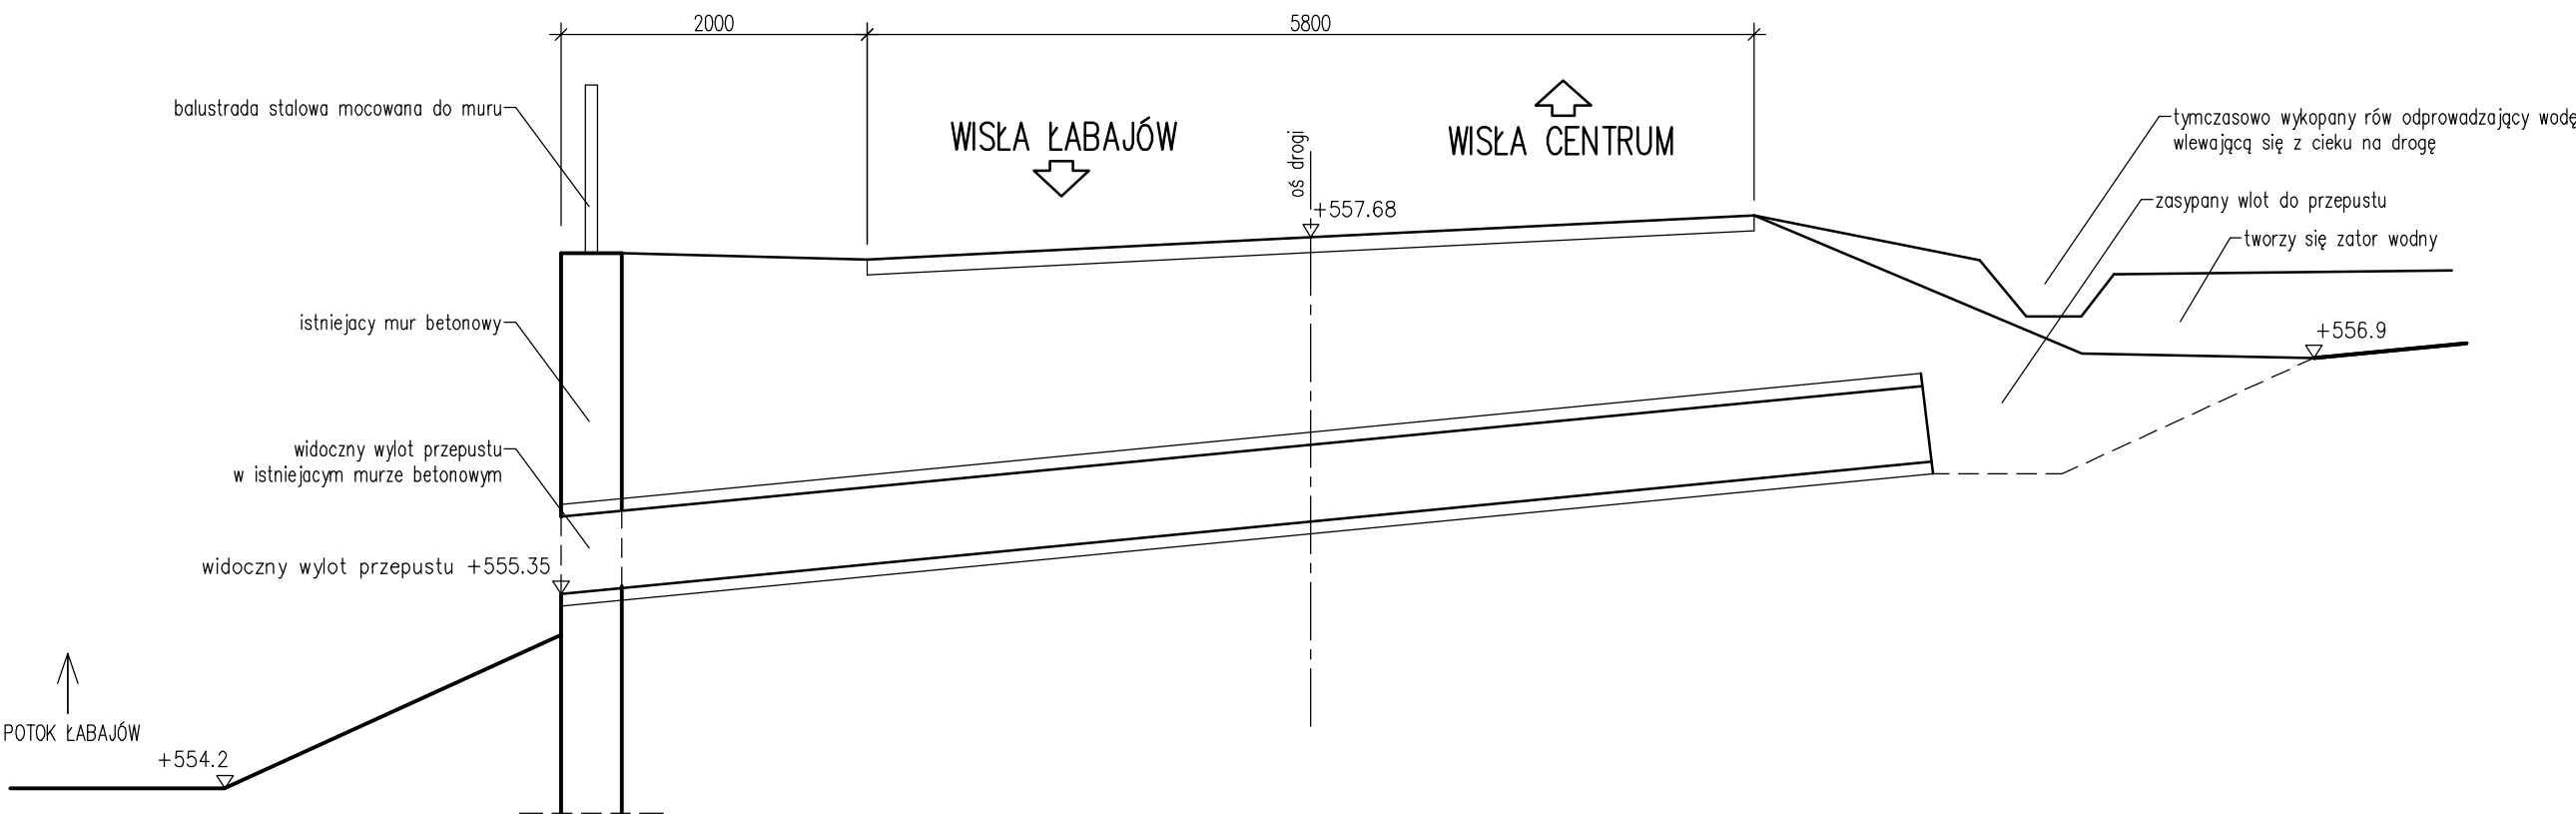 2000
5800
balustrada stalowa mocowana do muru
WISŁA ŁABAJÓW
oś drogi
WISŁA CENTRUM
tymczasowo wykopany rów odprowadzający wodę
wlewającą się z cieku na drogę
zasypany wlot do przepustu
+557.68
tworzy się zator wodny
istniejacy mur betonowy
+556.9
widoczny wylot przepustu
w istniejacym murze betonowym
widoczny wylot przepustu +555.35
POTOK ŁABAJÓW
+554.2